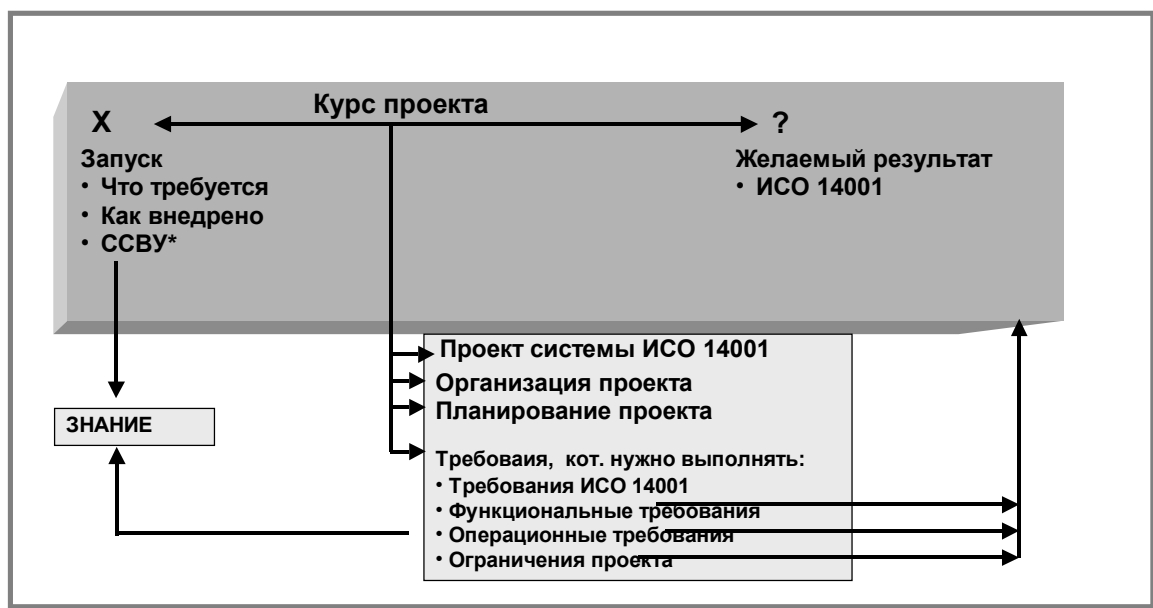 Курс проекта
X
?
Запуск
• Что требуется
• Как внедрено
• ССВУ*
Желаемый результат
• ИСО 14001
Проект системы ИСО 14001
Организация проекта
Планирование проекта
ЗНАНИЕ
Требоваия, кот. нужно выполнять:
• Требования ИСО 14001
• Функциональные требования
• Операционные требования
• Ограничения проекта